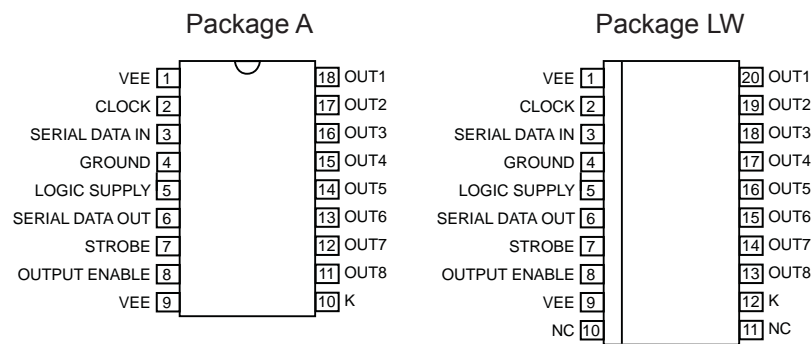 Package A
VEE 1 18 OUT1
CLOCK 2 17 OUT2
SERIAL DATA IN 3 16 OUT3
GROUND 4 15 OUT4
LOGIC SUPPLY 5 14 OUT5
SERIAL DATA OUT 6 13 OUT6
STROBE 7 12 OUT7
OUTPUT ENABLE 8 11 OUT8
VEE 9 10 K
Package LW
VEE 1 20 OUT1
CLOCK 2 19 OUT2
SERIAL DATA IN 3 18 OUT3
GROUND 4 17 OUT4
LOGIC SUPPLY 5 16 OUT5
SERIAL DATA OUT 6 15 OUT6
STROBE 7 14 OUT7
OUTPUT ENABLE 8 13 OUT8
VEE 9 12 K
NC 10 11 NC